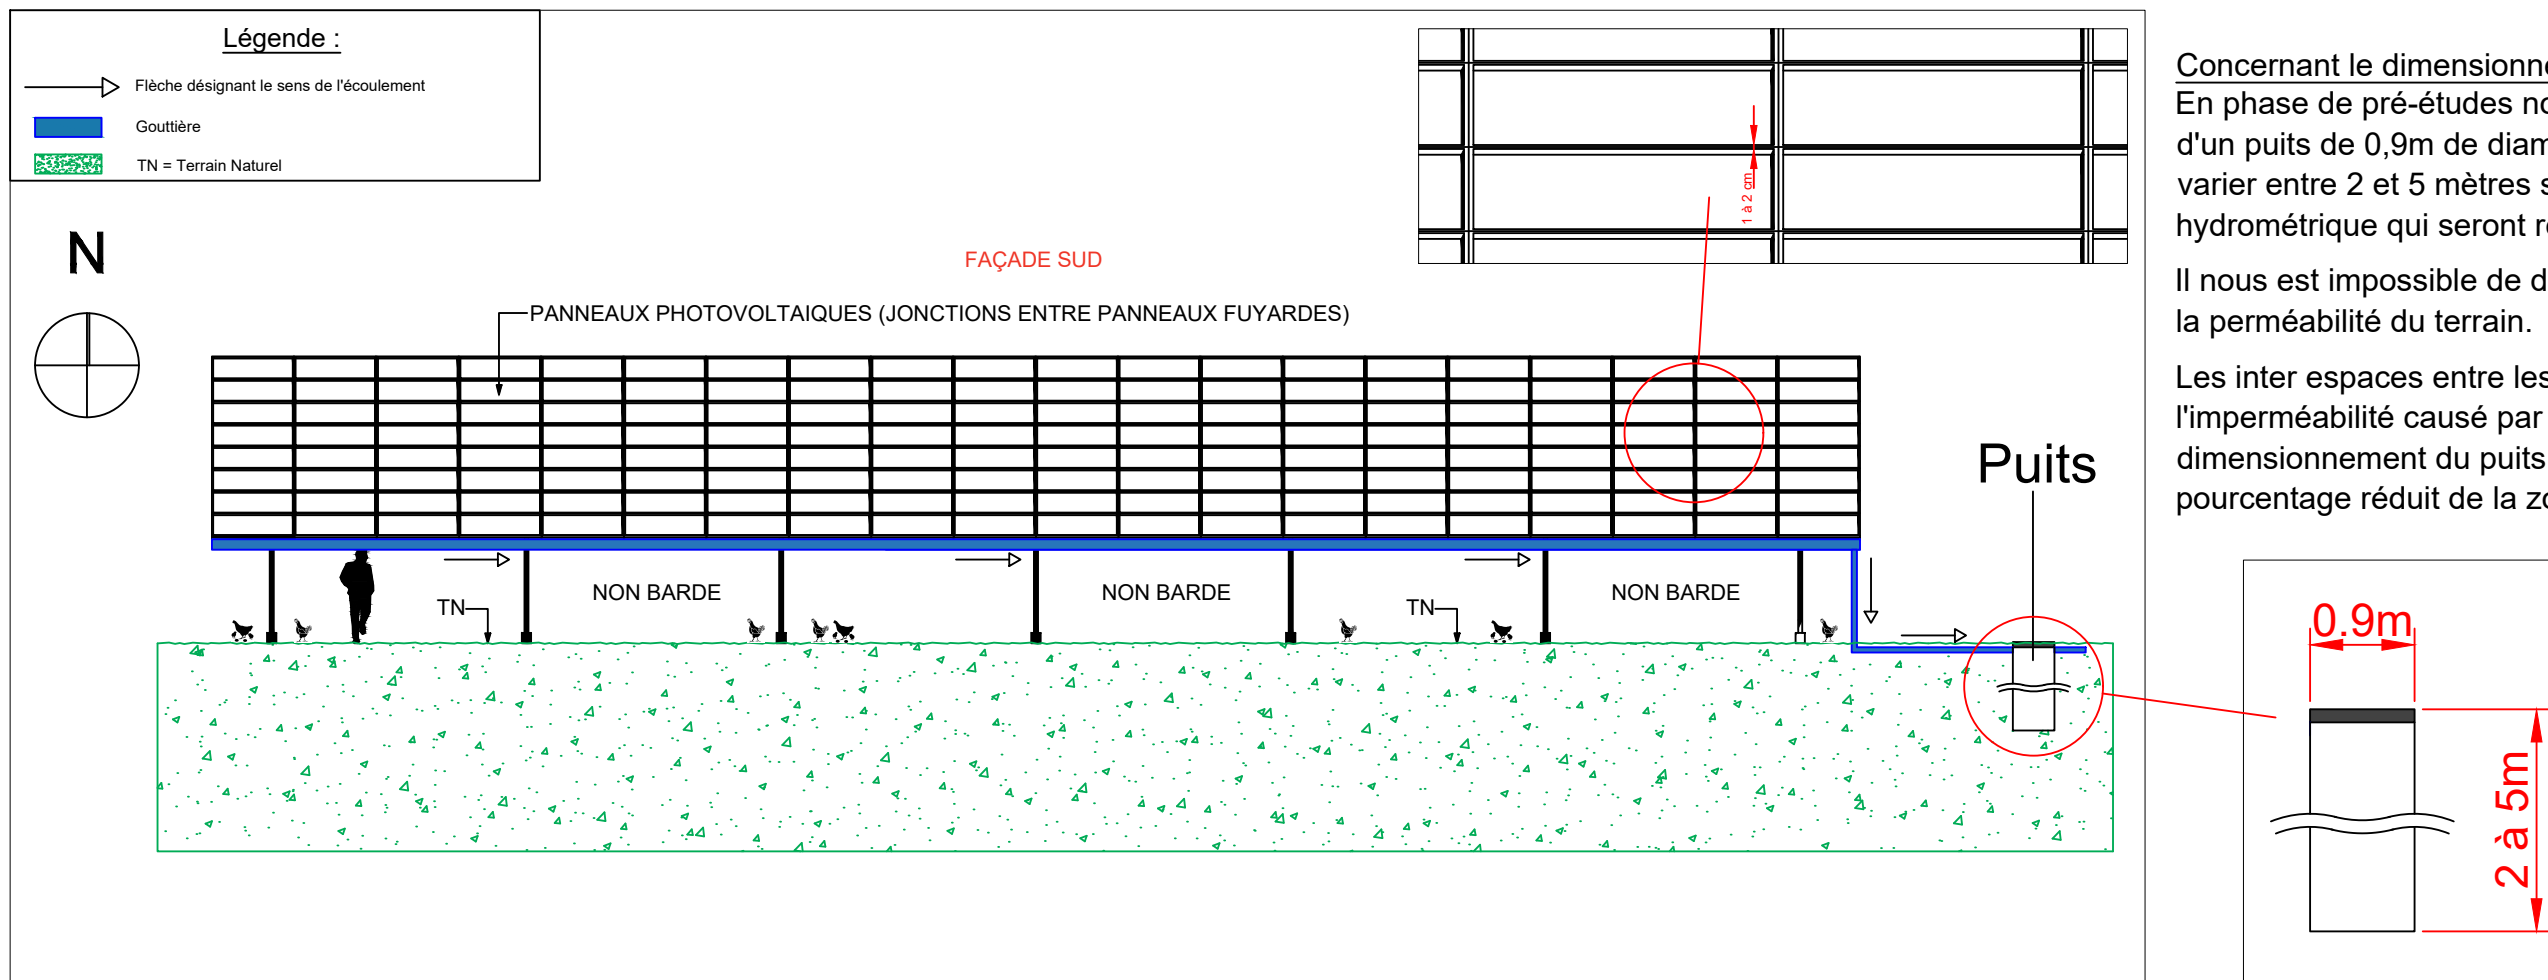 Légende :
Flèche désignant le sens de l'écoulement
Gouttière
TN = Terrain Naturel
N
FAÇADE SUD
PANNEAUX PHOTOVOLTAIQUES (JONCTIONS ENTRE PANNEAUX FUYARDES)
1 à 2 cm
NON BARDE
NON BARDE
NON BARDE
TN
TN
Puits
Concernant le dimensionne
En phase de pré-études no
d'un puits de 0,9m de diam
varier entre 2 et 5 mètres s
hydrométrique qui seront r
Il nous est impossible de d
la perméabilité du terrain.
Les inter espaces entre les
l'imperméabilité causé par
dimensionnement du puits
pourcentage réduit de la zo
0.9m
2 à 5m